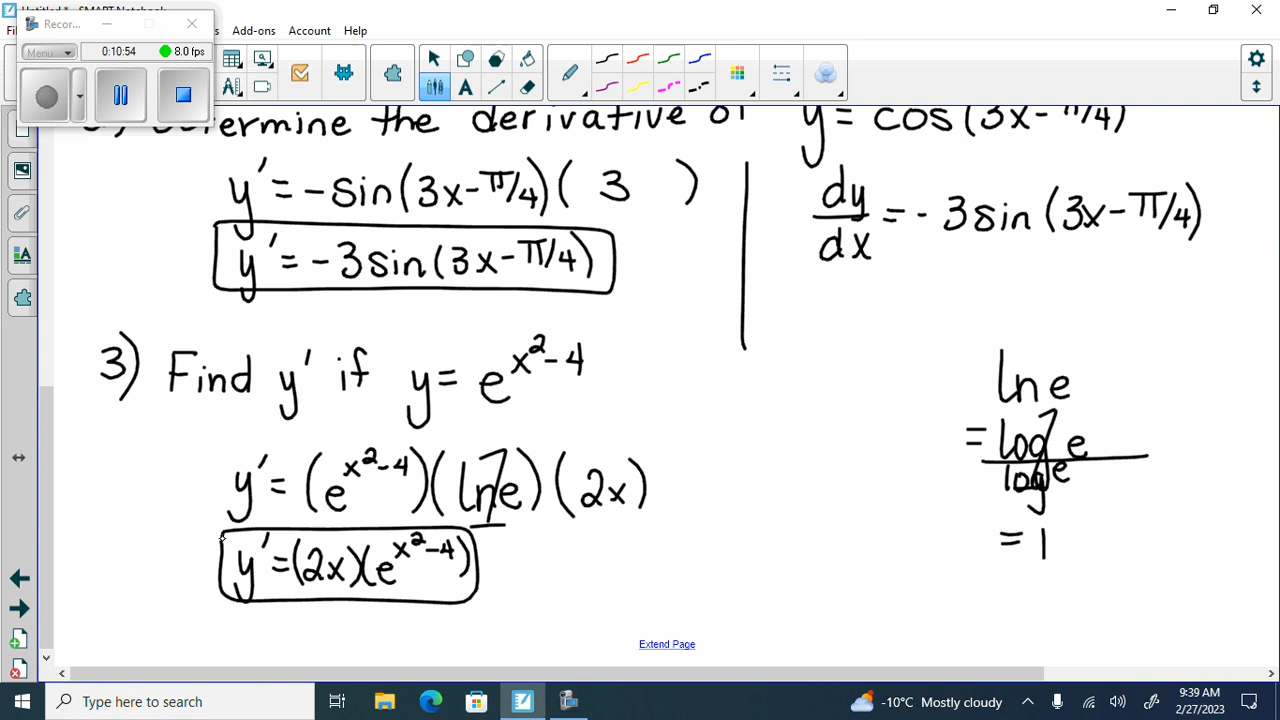 Untitled * - SMART Notebook
Recor...
Menu
0:10:54
8.0 fps
Add-ons Account Help
Determine the derivative of y = cos(3x-π/4)
y' = -sin(3x-π/4)( 3 )
y' = -3sin(3x-π/4)
dy/dx = -3sin(3x-π/4)
3) Find y' if y= e^(x²-4)
y' = (e^(x²-4))(ln e)(2x)
y'=(2x)(e^(x²-4))
ln e
= log e
log e
= 1
Extend Page
Type here to search
-10°C Mostly cloudy
9:39 AM
2/27/2023